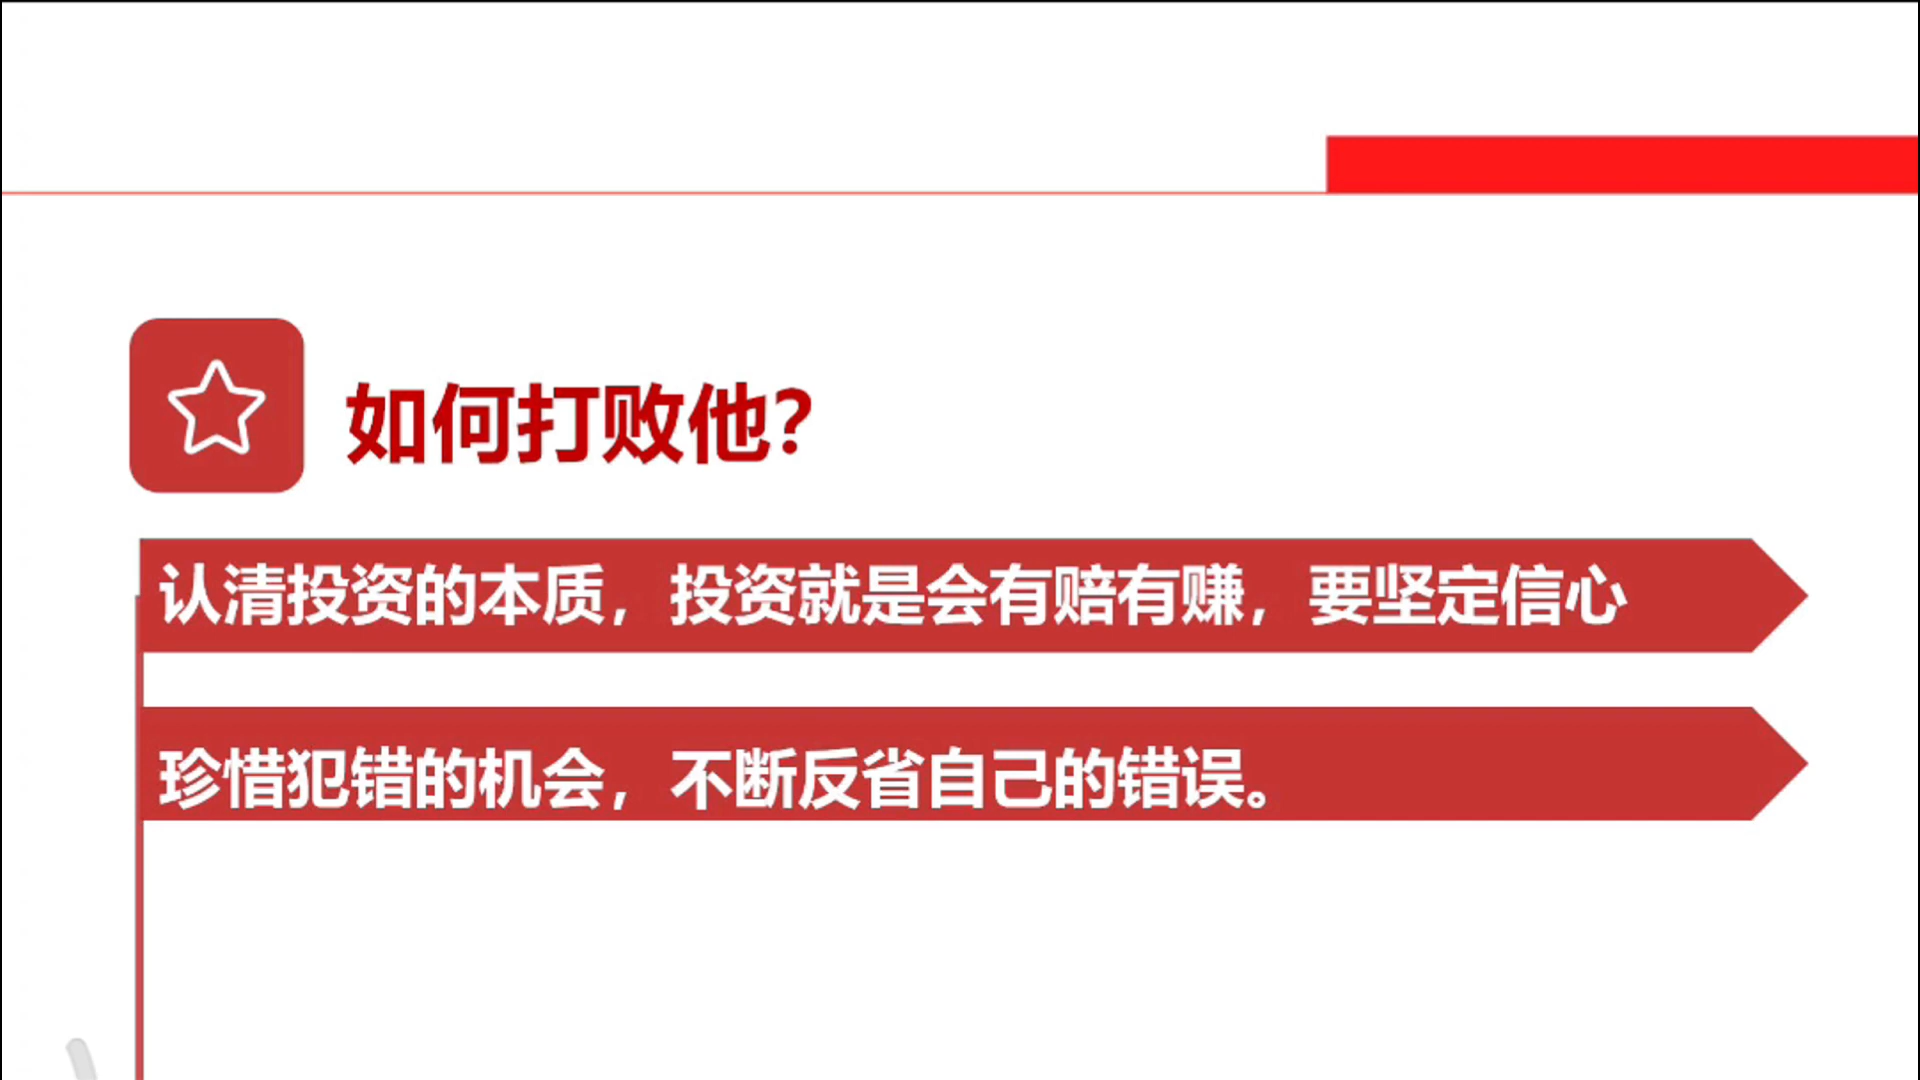 如何打败他?
认清投资的本质，投资就是会有赔有赚，要坚定信心
珍惜犯错的机会，不断反省自己的错误。